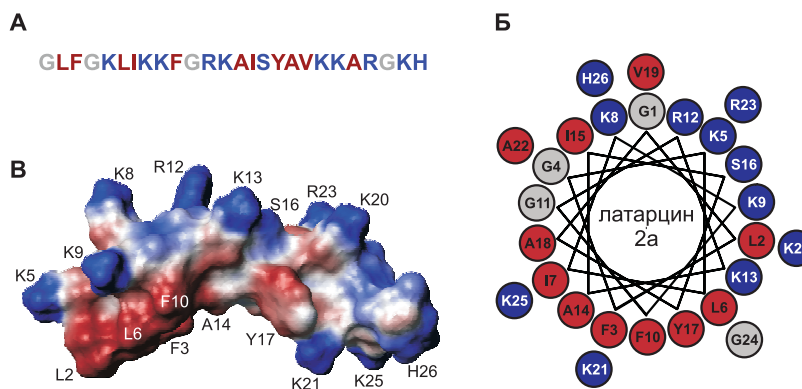 А
GLFGKLIKKFGRKAISYAVKKARGKH
В
K8
R12
K13
S16
R23
K20
K9
K5
F10
L6
A14
F3
Y17
L2
K21
K25
H26
Б
V19
H26
G1
K8
R12
R23
I15
K5
A22
G4
S16
G11
K9
латарцин
2а
A18
L2
K2
I7
K13
K25
A14
L6
F3
F10
Y17
G24
K21